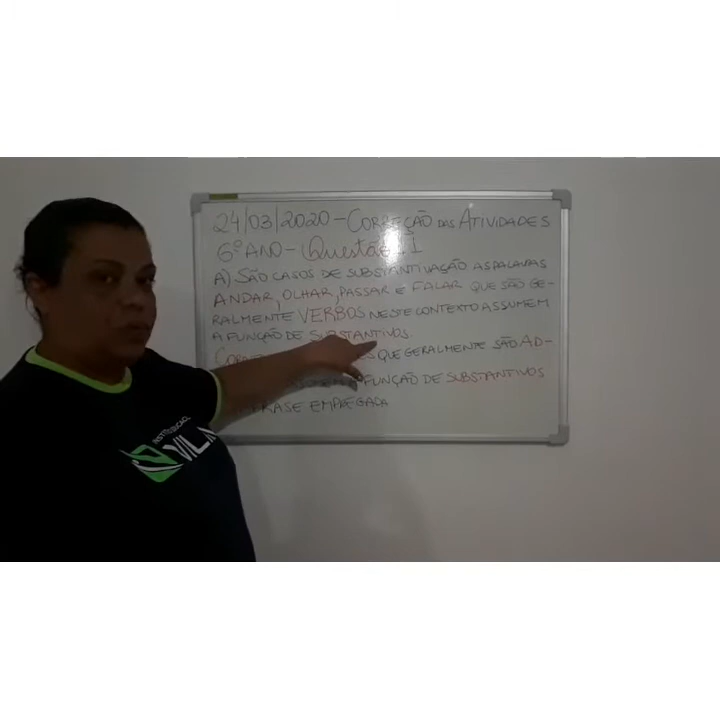 24/03/2020 - CORREÇÃO DAS ATIVIDADES
6º ANO - Questão 1
A) SÃO CASOS DE SUBSTANTIVAÇÃO AS PALAVRAS
ANDAR, OLHAR, PASSAR E FALAR QUE SÃO GE-
RALMENTE VERBOS NESTE CONTEXTO ASSUMEM
A FUNÇÃO DE SUBSTANTIVOS.
QUE GERALMENTE SÃO AD-
FUNÇÃO DE SUBSTANTIVOS
FRASE EMPREGADA
VILA